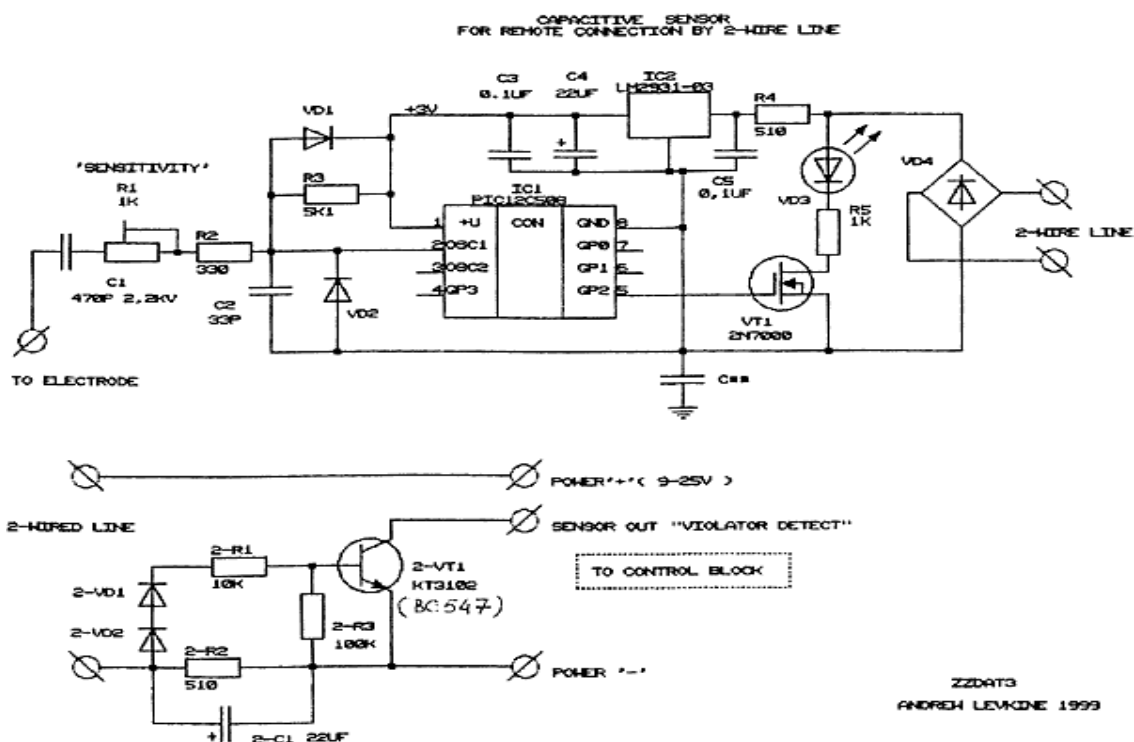 CAPACITIVE SENSOR
FOR REMOTE CONNECTION BY 2-WIRE LINE
C3
0.1UF
C4
22UF
IC2
LM2931-03
R4
510
VD1
+3V
+
'SENSITIVITY'
R1
1K
R3
5K1
IC1
PIC12C508
C5
0,1UF
VD3
VD4
R5
1K
R2
330
1 +U
CON
GND 8
2 OSC1
GP0 7
3 OSC2
GP1 6
4 GP3
GP2 5
2-WIRE LINE
C1
470P 2,2KV
C2
33P
VD2
VT1
2N7000
TO ELECTRODE
C**
POWER'+'( 9-25V )
2-WIRED LINE
SENSOR OUT "VIOLATOR DETECT"
2-R1
10K
2-VT1
KT3102
(BC547)
TO CONTROL BLOCK
2-VD1
2-VD2
2-R3
100K
2-R2
510
POWER '-'
+
2-C1 22UF
ZZDAT3
ANDREW LEVKINE 1999